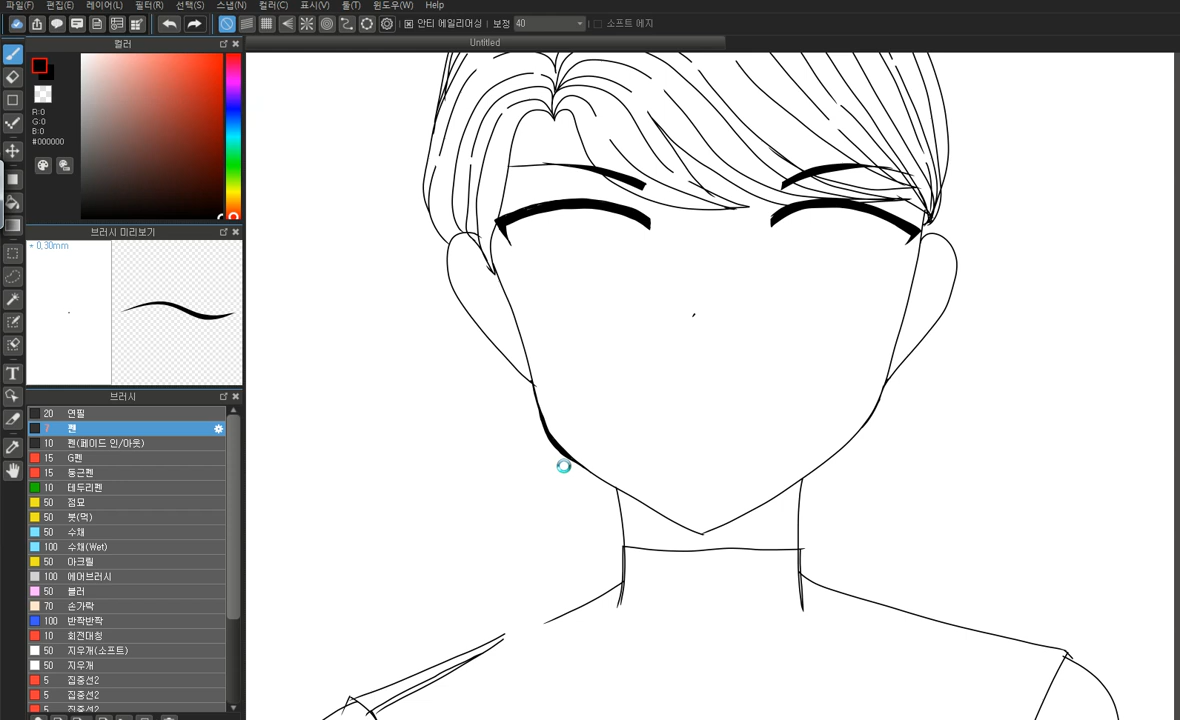 파일(F) 편집(E) 레이어(L) 필터(R) 선택(S) 스냅(N) 컬러(C) 표시(V) 툴(T) 윈도우(W) Help
안티 에일리어싱 보정 40 소프트 에지
컬러
Untitled
R:0
G:0
B:0
#000000
브러시 미리보기
* 0.30mm
브러시
20 연필
7 펜
10 펜(페이드 인/아웃)
15 G펜
15 둥근펜
10 테두리펜
50 점묘
50 붓(먹)
50 수채
100 수채(Wet)
50 아크릴
100 에어브러시
50 블러
70 손가락
100 반짝반짝
10 회전대칭
50 지우개(소프트)
50 지우개
5 집중선2
5 집중선2
5 집중선2